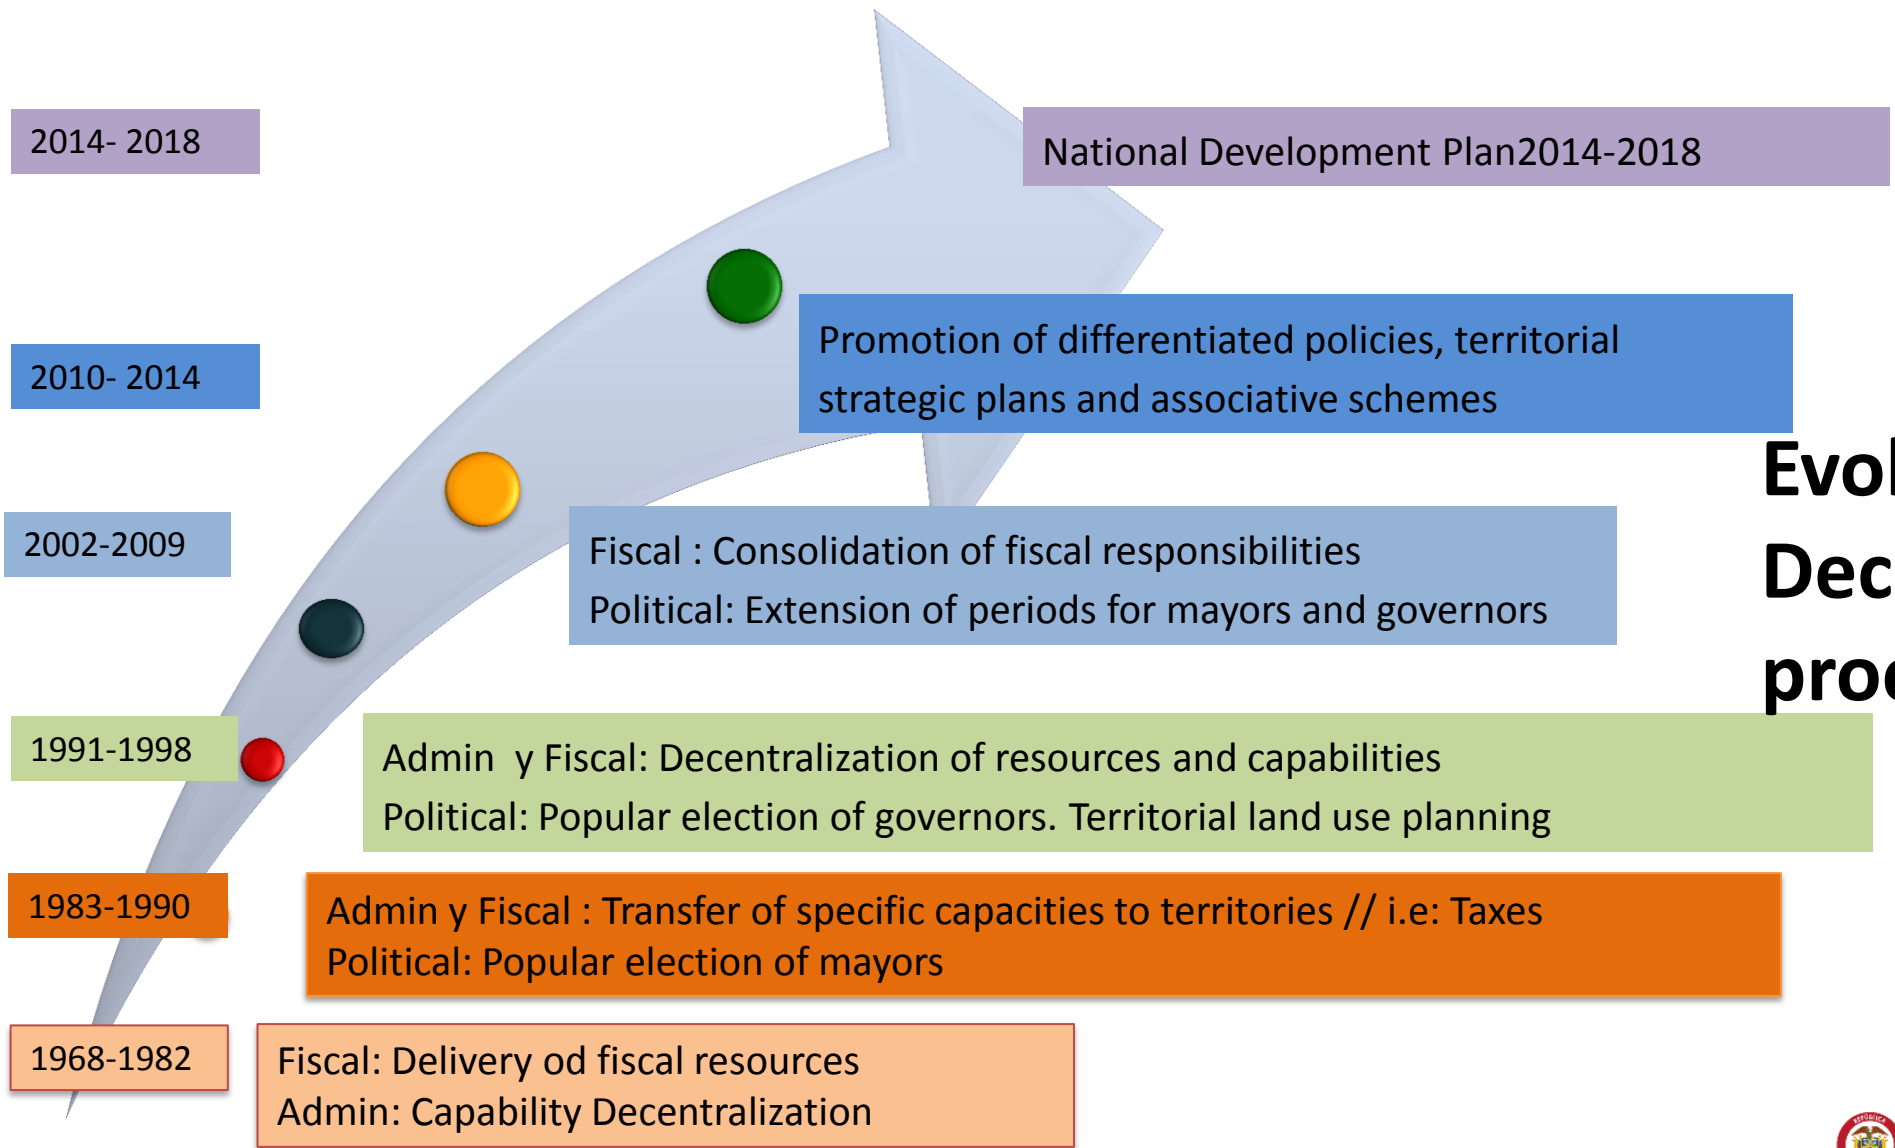 2014- 2018
National Development Plan2014-2018
2010- 2014
Promotion of differentiated policies, territorial
strategic plans and associative schemes
2002-2009
Fiscal : Consolidation of fiscal responsibilities
Political: Extension of periods for mayors and governors
1991-1998
Admin  y Fiscal: Decentralization of resources and capabilities
Political: Popular election of governors. Territorial land use planning
1983-1990
Admin y Fiscal : Transfer of specific capacities to territories // i.e: Taxes
Political: Popular election of mayors
1968-1982
Fiscal: Delivery od fiscal resources
Admin: Capability Decentralization